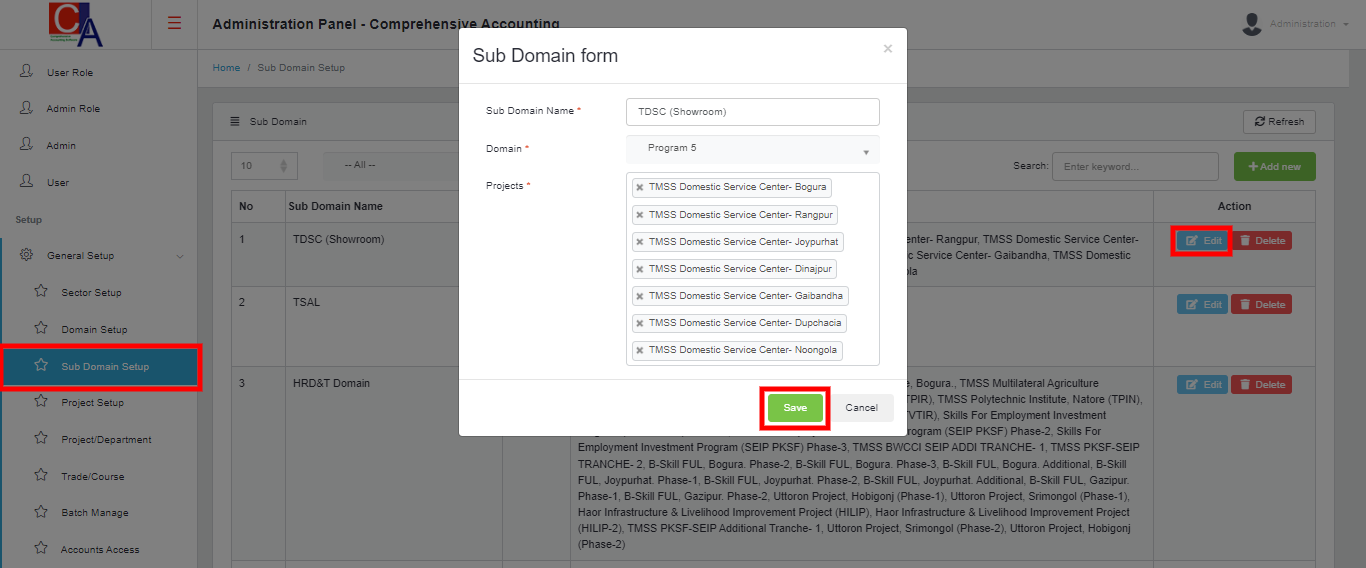 CA
Administration Panel - Comprehensive Accounting
Administration
User Role
Admin Role
Admin
User
Setup
General Setup
Sector Setup
Domain Setup
Sub Domain Setup
Project Setup
Project/Department
Trade/Course
Batch Manage
Accounts Access
Home / Sub Domain Setup
Sub Domain
Refresh
10
-- All --
Search: Enter keyword...
Add new
No Sub Domain Name Action
1 TDSC (Showroom)
enter- Rangpur, TMSS Domestic Service Center-
Service Center- Gaibandha, TMSS Domestic
Edit Delete
2 TSAL
Edit Delete
3 HRD&T Domain
, Bogura., TMSS Multilateral Agriculture
TPIR), TMSS Polytechnic Institute, Natore (TPIN),
VTIR), Skills For Employment Investment
rogram (SEIP PKSF) Phase-2, Skills For
Employment Investment Program (SEIP PKSF) Phase-3, TMSS BWCCI SEIP ADDI TRANCHE- 1, TMSS PKSF-SEIP
TRANCHE- 2, B-Skill FUL, Bogura. Phase-2, B-Skill FUL, Bogura. Phase-3, B-Skill FUL, Bogura. Additional, B-Skill
FUL, Joypurhat. Phase-1, B-Skill FUL, Joypurhat. Phase-2, B-Skill FUL, Joypurhat. Additional, B-Skill FUL, Gazipur.
Phase-1, B-Skill FUL, Gazipur. Phase-2, Uttoron Project, Hobigonj (Phase-1), Uttoron Project, Srimongol (Phase-1),
Haor Infrastructure & Livelihood Improvement Project (HILIP), Haor Infrastructure & Livelihood Improvement Project
(HILIP-2), TMSS PKSF-SEIP Additional Tranche- 1, Uttoron Project, Srimongol (Phase-2), Uttoron Project, Hobigonj
(Phase-2)
Edit Delete
Sub Domain form
×
Sub Domain Name * TDSC (Showroom)
Domain * Program 5
Projects *
× TMSS Domestic Service Center- Bogura
× TMSS Domestic Service Center- Rangpur
× TMSS Domestic Service Center- Joypurhat
× TMSS Domestic Service Center- Dinajpur
× TMSS Domestic Service Center- Gaibandha
× TMSS Domestic Service Center- Dupchacia
× TMSS Domestic Service Center- Noongola
Save
Cancel